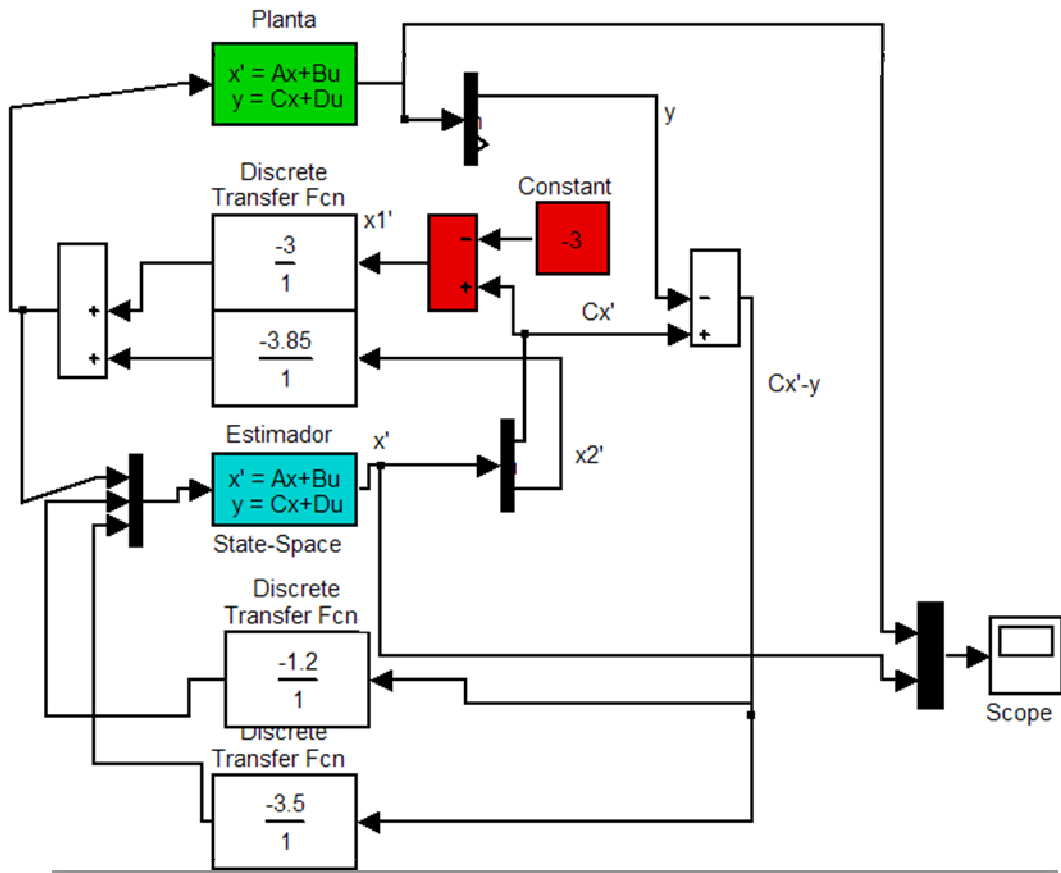 Planta
x' = Ax+Bu
y = Cx+Du
y
Discrete
Transfer Fcn
x1'
Constant
-3
1
-
+
-3
+
+
-3.85
1
Cx'
-
+
Cx'-y
Estimador
x'
x2'
x' = Ax+Bu
y = Cx+Du
State-Space
Discrete
Transfer Fcn
-1.2
1
Scope
Discrete
Transfer Fcn
-3.5
1